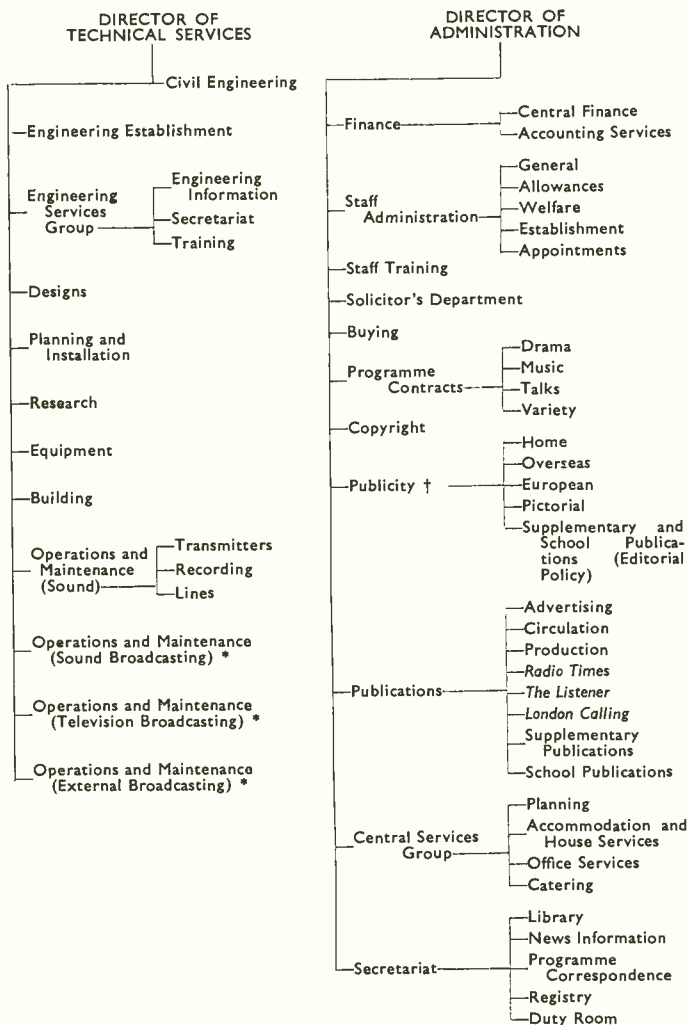 DIRECTOR OF
TECHNICAL SERVICES
Civil Engineering
Engineering Establishment
Engineering
Services
Group
Engineering
Information
Secretariat
Training
Designs
Planning and
Installation
Research
Equipment
Building
Operations and
Maintenance
(Sound)
Transmitters
Recording
Lines
Operations and Maintenance
(Sound Broadcasting) *
Operations and Maintenance
(Television Broadcasting) *
Operations and Maintenance
(External Broadcasting) *
DIRECTOR OF
ADMINISTRATION
Finance
Central Finance
Accounting Services
Staff
Administration
General
Allowances
Welfare
Establishment
Appointments
Staff Training
Solicitor's Department
Buying
Programme
Contracts
Drama
Music
Talks
Variety
Copyright
Publicity †
Home
Overseas
European
Pictorial
Supplementary and
School Publica-
tions (Editorial
Policy)
Publications
Advertising
Circulation
Production
Radio Times
The Listener
London Calling
Supplementary
Publications
School Publications
Central Services
Group
Planning
Accommodation and
House Services
Office Services
Catering
Secretariat
Library
News Information
Programme
Correspondence
Registry
Duty Room